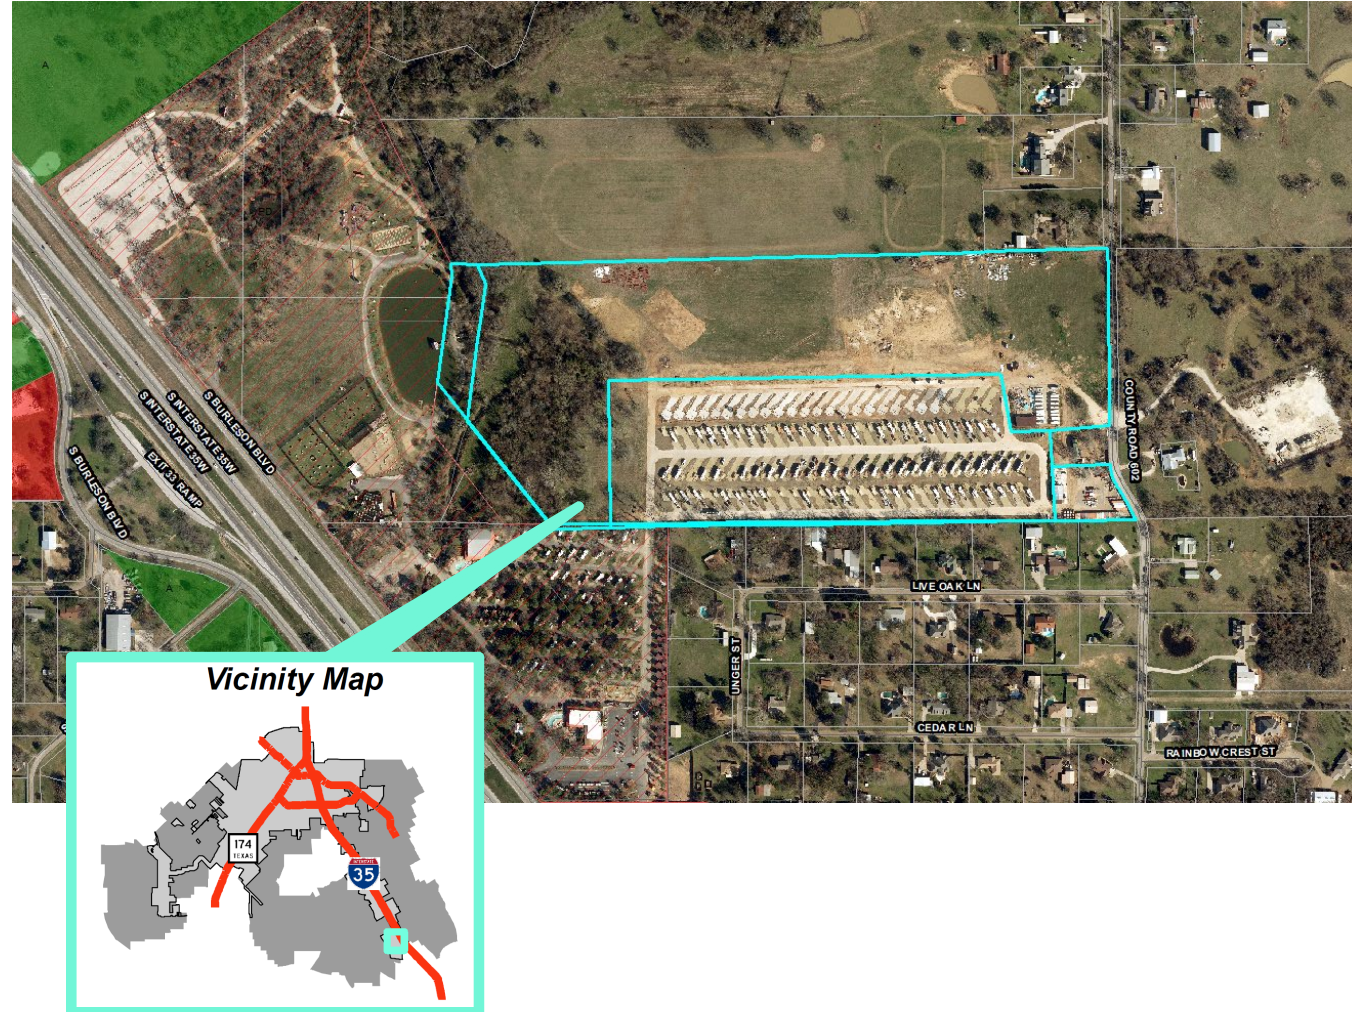 A
S BURLESON BLVD
S INTERSTATE 35W
S INTERSTATE 35W
EXIT 33 RAMP
S BURLESON BLVD
COUNTY ROAD 602
A
LIVE OAK LN
UNGER ST
CEDAR LN
RAINBOW CREST ST
Vicinity Map
174
TEXAS
INTERSTATE
35